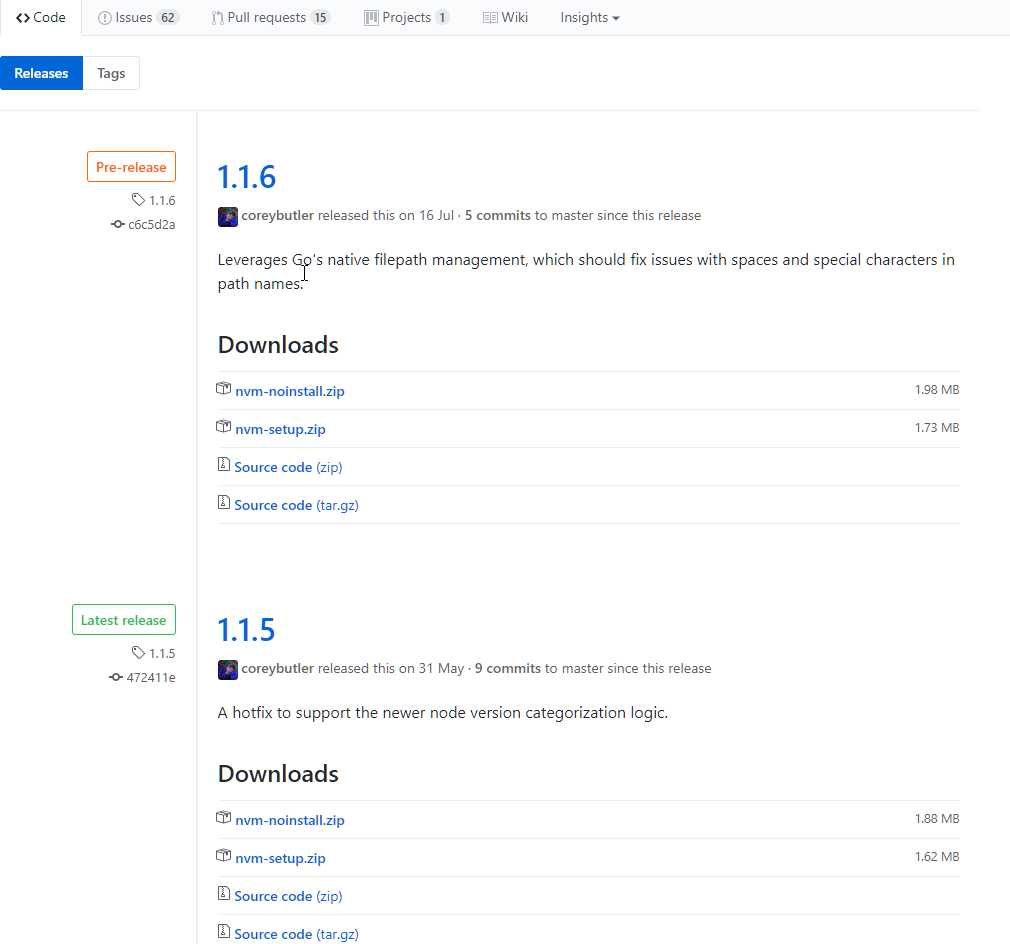 Code Issues 62 Pull requests 15 Projects 1 Wiki Insights
Releases Tags
Pre-release
1.1.6
c6c5d2a
1.1.6
coreybutler released this on 16 Jul · 5 commits to master since this release
Leverages Go's native filepath management, which should fix issues with spaces and special characters in
path names.
Downloads
nvm-noinstall.zip 1.98 MB
nvm-setup.zip 1.73 MB
Source code (zip)
Source code (tar.gz)
Latest release
1.1.5
472411e
1.1.5
coreybutler released this on 31 May · 9 commits to master since this release
A hotfix to support the newer node version categorization logic.
Downloads
nvm-noinstall.zip 1.88 MB
nvm-setup.zip 1.62 MB
Source code (zip)
Source code (tar.gz)